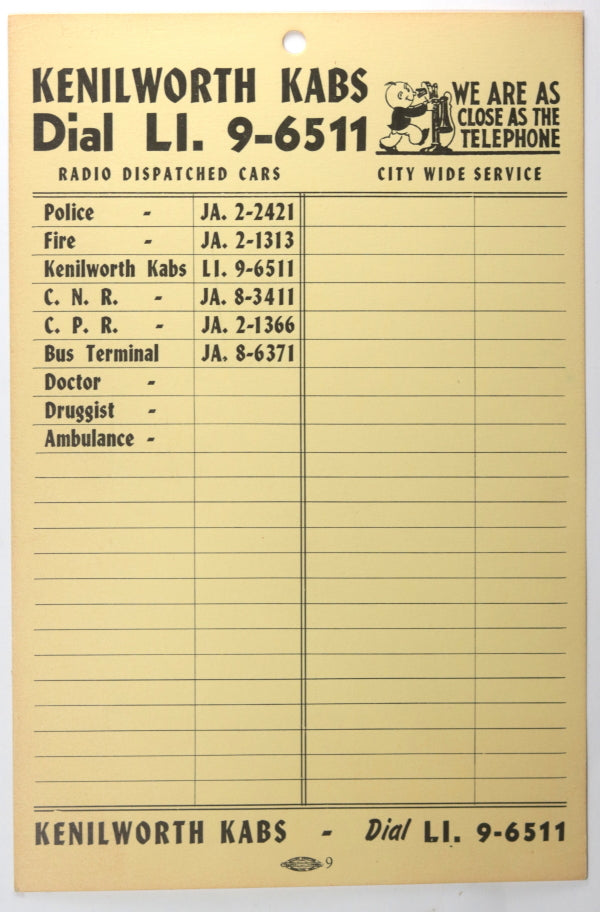 KENILWORTH KABS
Dial LI. 9-6511
WE ARE AS
CLOSE AS THE
TELEPHONE
RADIO DISPATCHED CARS
CITY WIDE SERVICE
Police - JA. 2-2421
Fire - JA. 2-1313
Kenilworth Kabs LI. 9-6511
C. N. R. - JA. 8-3411
C. P. R. - JA. 2-1366
Bus Terminal JA. 8-6371
Doctor -
Druggist -
Ambulance -
KENILWORTH KABS - Dial LI. 9-6511
9